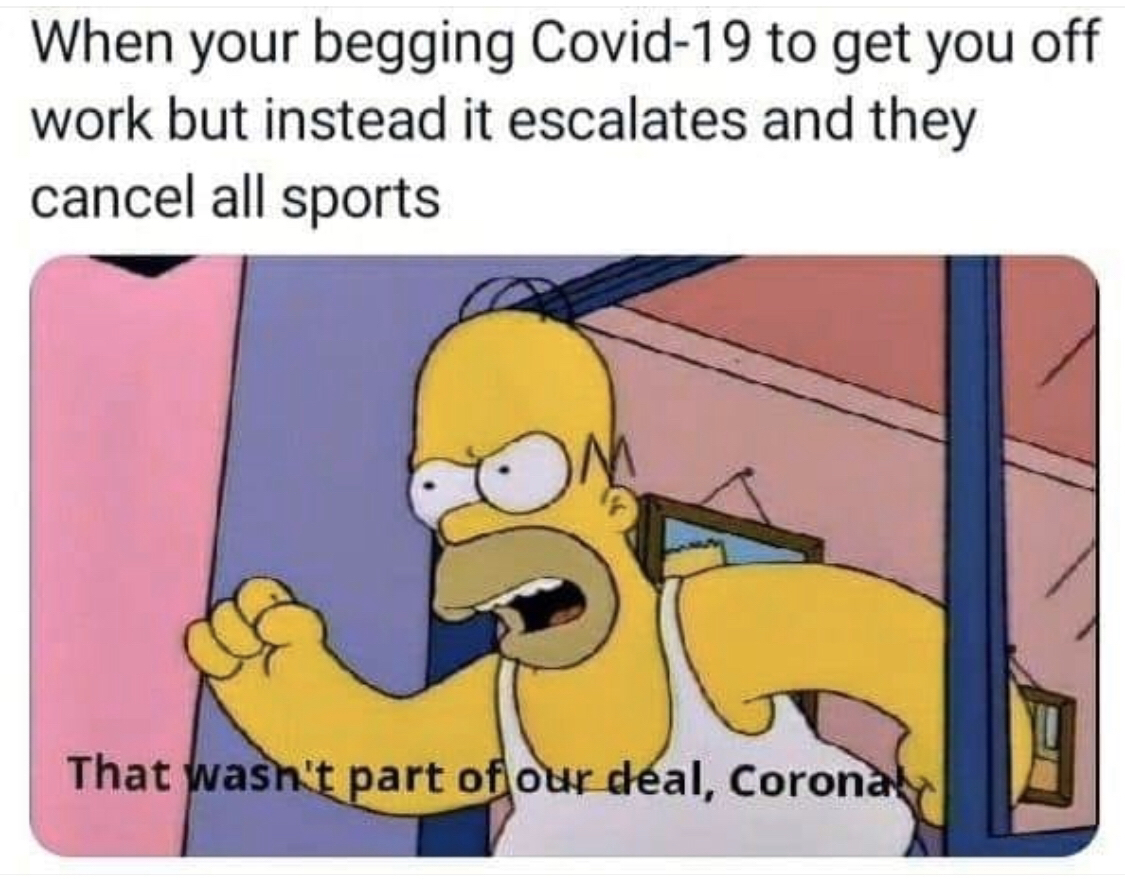 When your begging Covid-19 to get you off
work but instead it escalates and they
cancel all sports
That wasn't part of our deal, Corona!